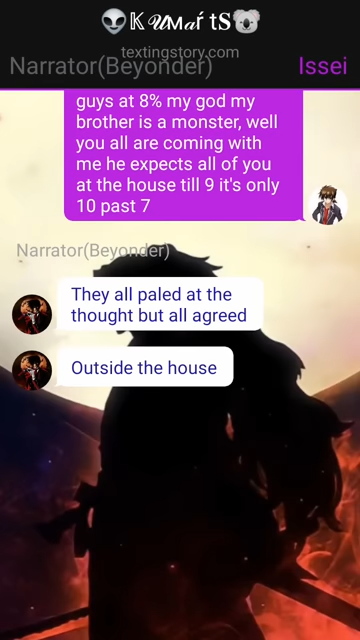 👽𝕂 𝓤ᴍ𝓪ŕ tS🐨
textingstory.com
Narrator(Beyonder)
Issei
guys at 8% my god my
brother is a monster, well
you all are coming with
me he expects all of you
at the house till 9 it's only
10 past 7
Narrator(Beyonder)
They all paled at the
thought but all agreed
Outside the house